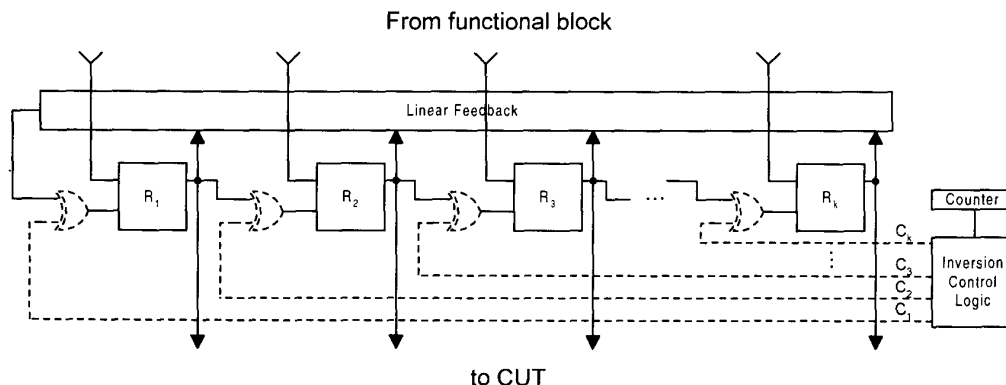 From functional block
Linear Feedback
R1
R2
R3
...
Rk
Counter
Ck
...
C3
C2
C1
Inversion
Control
Logic
to CUT